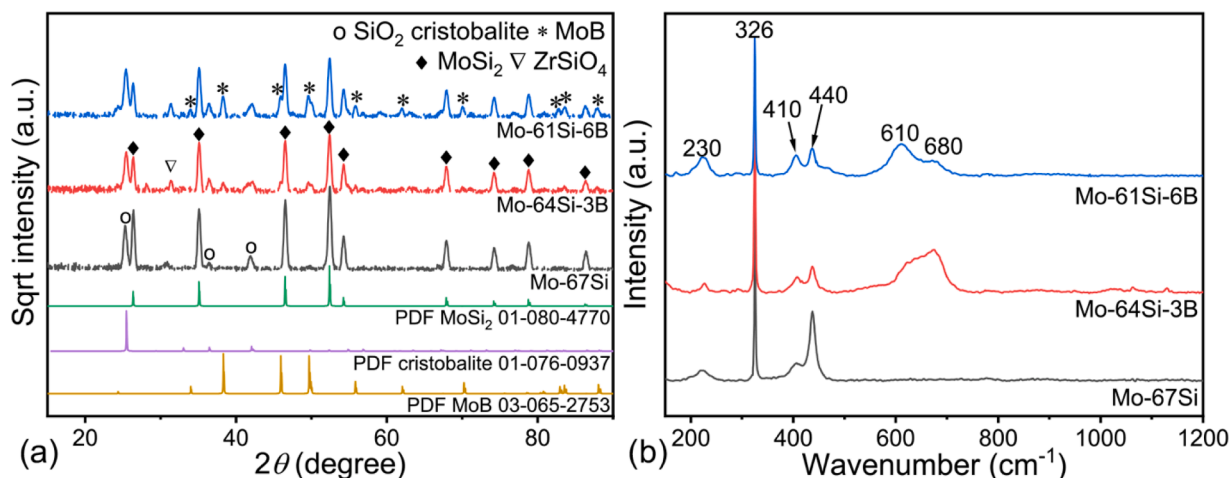 o SiO₂ cristobalite * MoB
♦ MoSi₂ ▽ ZrSiO₄
Sqrt intensity (a.u.)
* * * * * * * * * *
Mo-61Si-6B
Mo-64Si-3B
o o o
Mo-67Si
PDF MoSi₂ 01-080-4770
PDF cristobalite 01-076-0937
PDF MoB 03-065-2753
20 40 60 80
(a)
2θ (degree)
326
410
440
230
610
680
Intensity (a.u.)
Mo-61Si-6B
Mo-64Si-3B
Mo-67Si
200 400 600 800 1000 1200
(b)
Wavenumber (cm⁻¹)